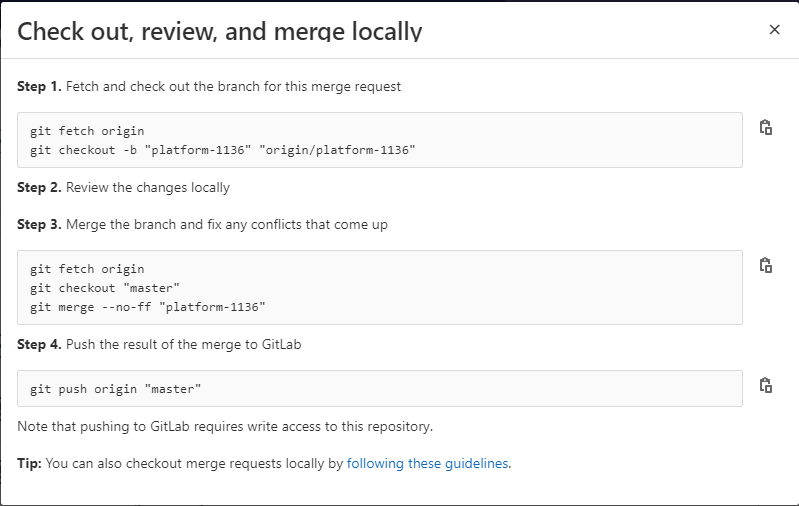 Check out, review, and merge locally
Step 1. Fetch and check out the branch for this merge request
git fetch origin
git checkout -b "platform-1136" "origin/platform-1136"
Step 2. Review the changes locally
Step 3. Merge the branch and fix any conflicts that come up
git fetch origin
git checkout "master"
git merge --no-ff "platform-1136"
Step 4. Push the result of the merge to GitLab
git push origin "master"
Note that pushing to GitLab requires write access to this repository.
Tip: You can also checkout merge requests locally by following these guidelines.